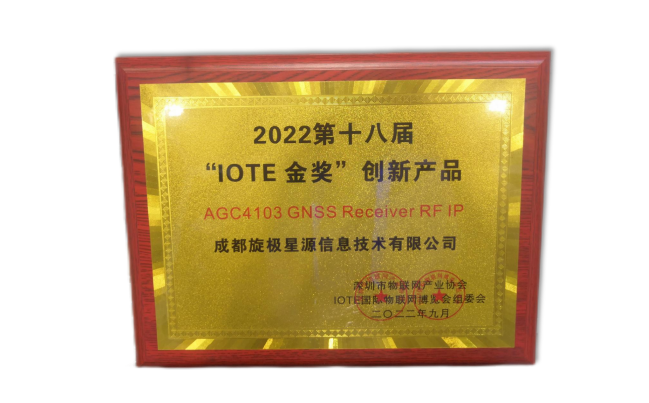 2022第十八届
“IOTE 金奖”创新产品
AGC4103 GNSS Receiver RF IP
成都旋极星源信息技术有限公司
深圳市物联网产业协会
IOTE国际物联网博览会组委会
二〇二二年九月